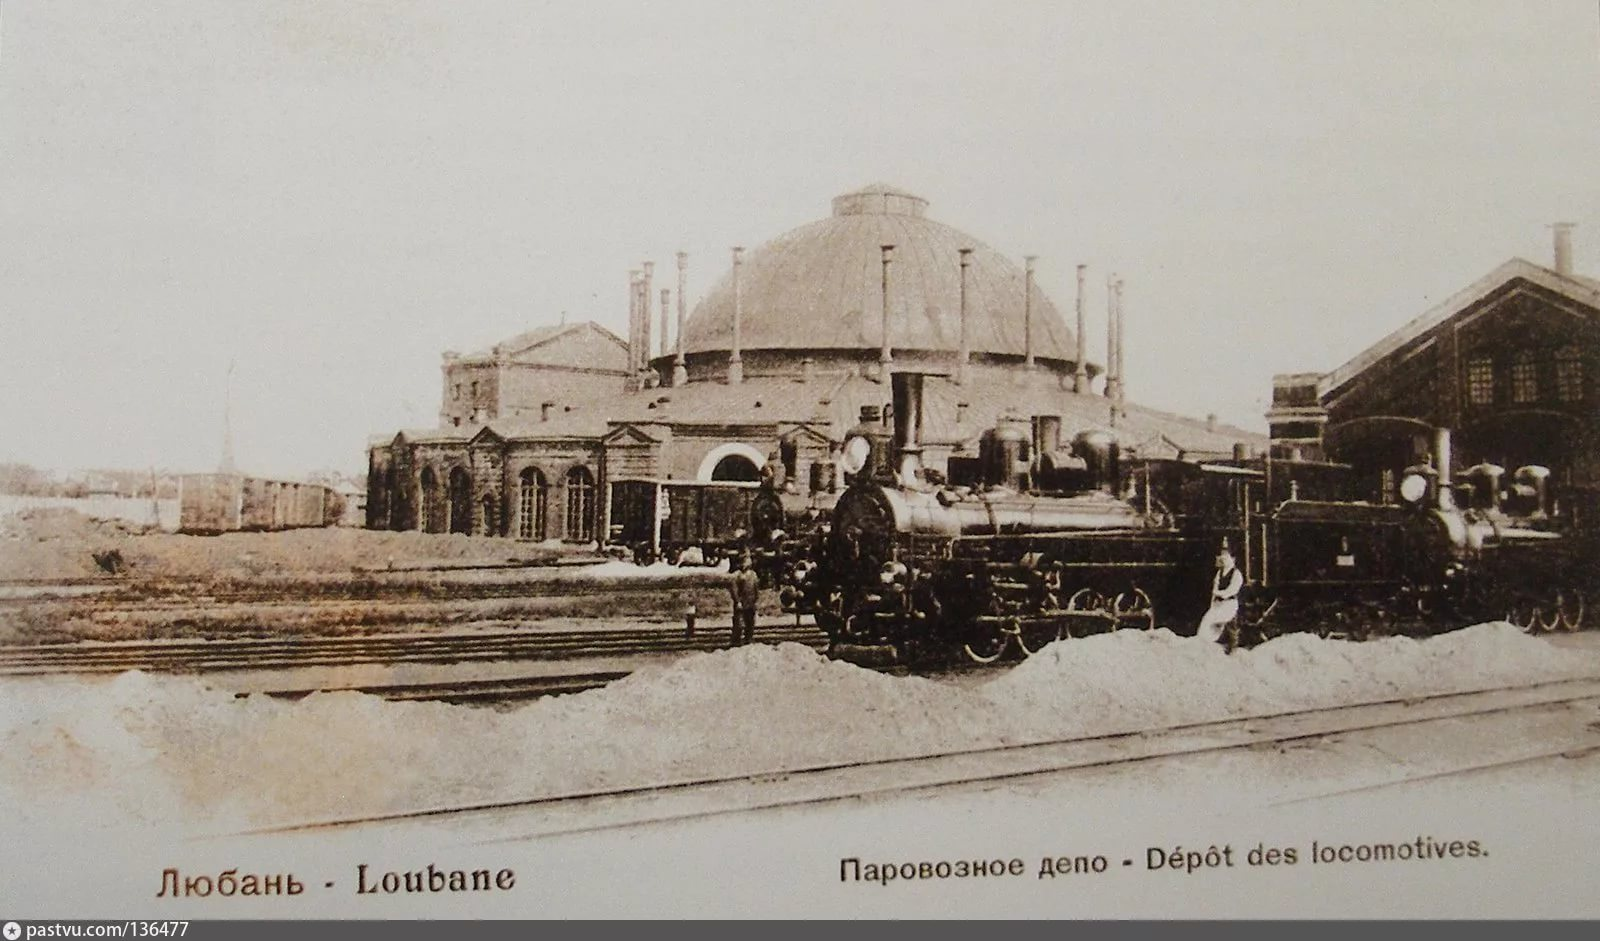 Любань - Loubane
Паровозное депо - Dépôt des locomotives.
pastvu.com/136477